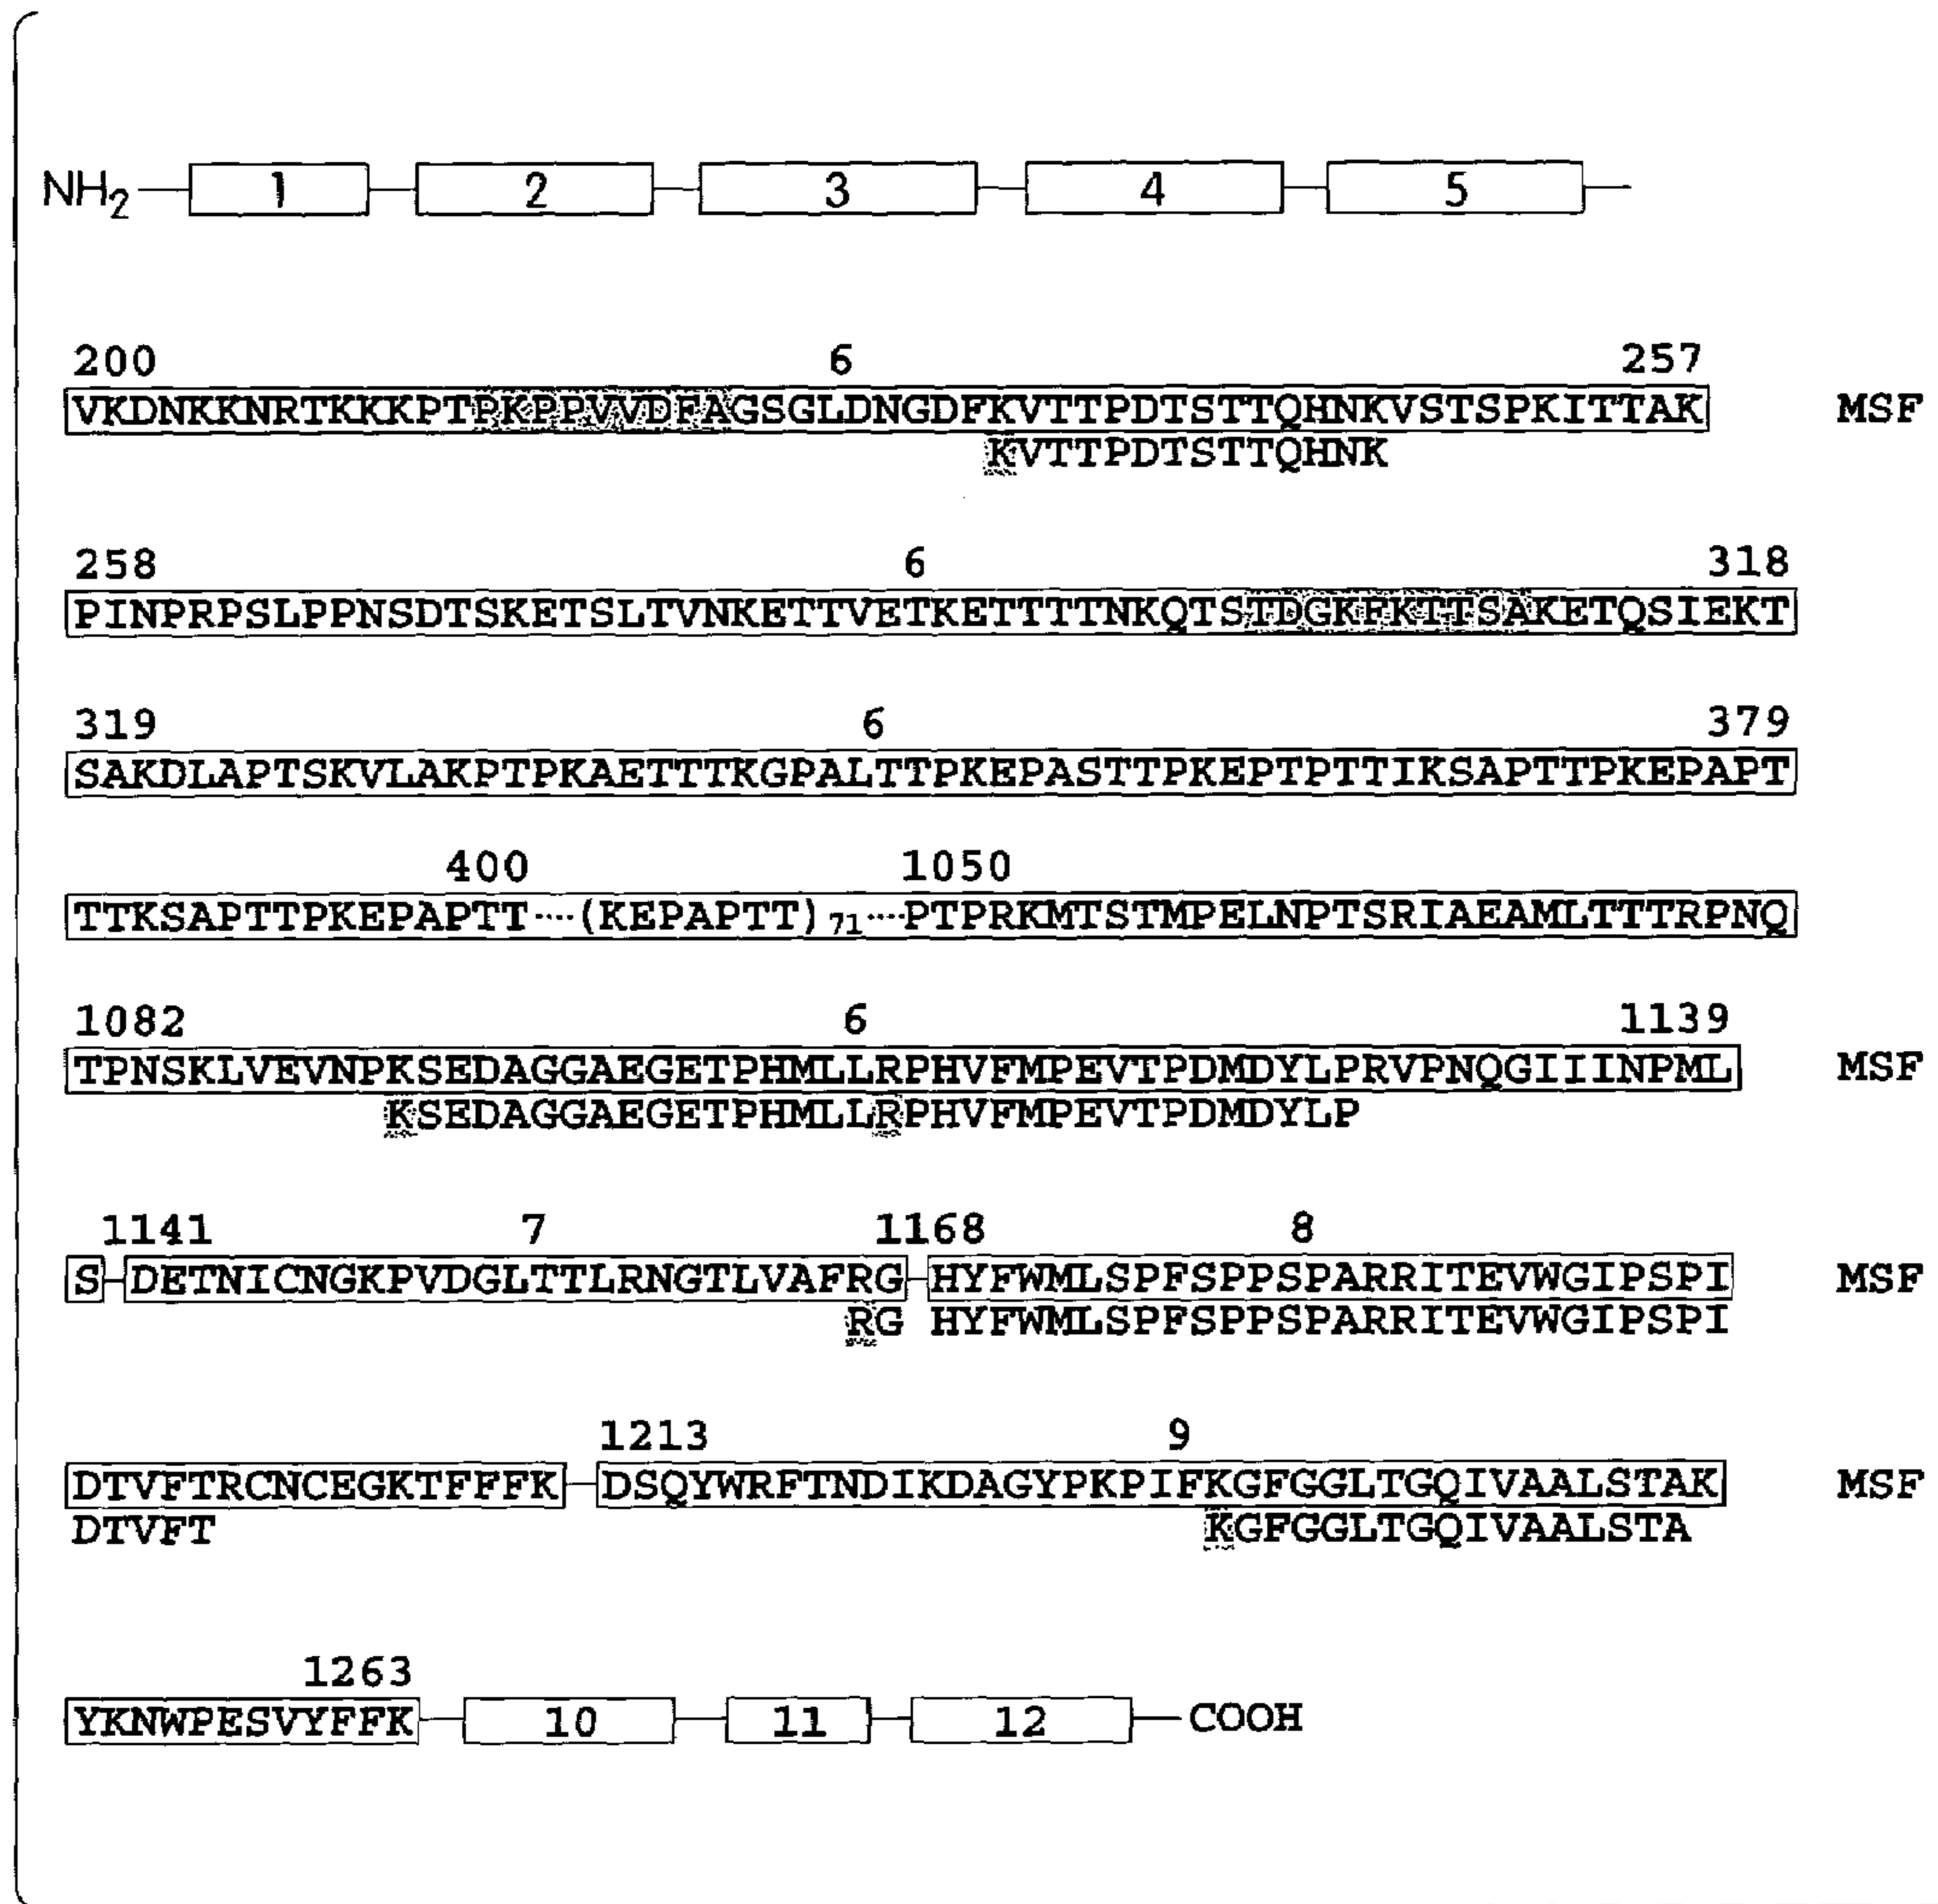 NH2 1 2 3 4 5
200 6 257
VKDNKKNRTKKKPTPKPPVVDFAGSGLDNGDFKVTTPDTSTTQHNKVSTSPKITTAK MSF
KVTTPDTSTTQHNK
258 6 318
PINPRPSLPPNSDTSKETSLTVNKETTVETKETTTTNKQTSTDGKEKTTSAKETQSIEKT
319 6 379
SAKDLAPTSKVLAKPTPKAETTTKGPALTTPKEPASTTPKEPTPTTIKSAPTTPKEPAPT
400 1050
TTKSAPTTPKEPAPTT····(KEPAPTT)71····PTPRKMTSTMPELNPTSRIAEAMLTTTTRPNQ
1082 6 1139
TPNSKLVEVNPKSEDAGGAEGETPHMLLRPHVFMPEVTPDMDYLPRVPNQGIIINPML MSF
KSEDAGGAEGETPHMLLRPHVFMPEVTPDMDYLP
1141 7 1168 8
S DETNICNGKPVDGLTTLRNGTLVAFRG HYFWMLSPFSPPSPARRITEVWGIPSPI MSF
RG HYFWMLSPFSPPSPARRITEVWGIPSPI
1213 9
DTVFTRCNCEGKTFFFK DSQYWRFTNDIKDAGYPKPIFKGFGGLTGQIVAALSTAK MSF
DTVFT KGFGGLTGQIVAALSTA
1263
YKNWPESVYFFK 10 11 12 COOH